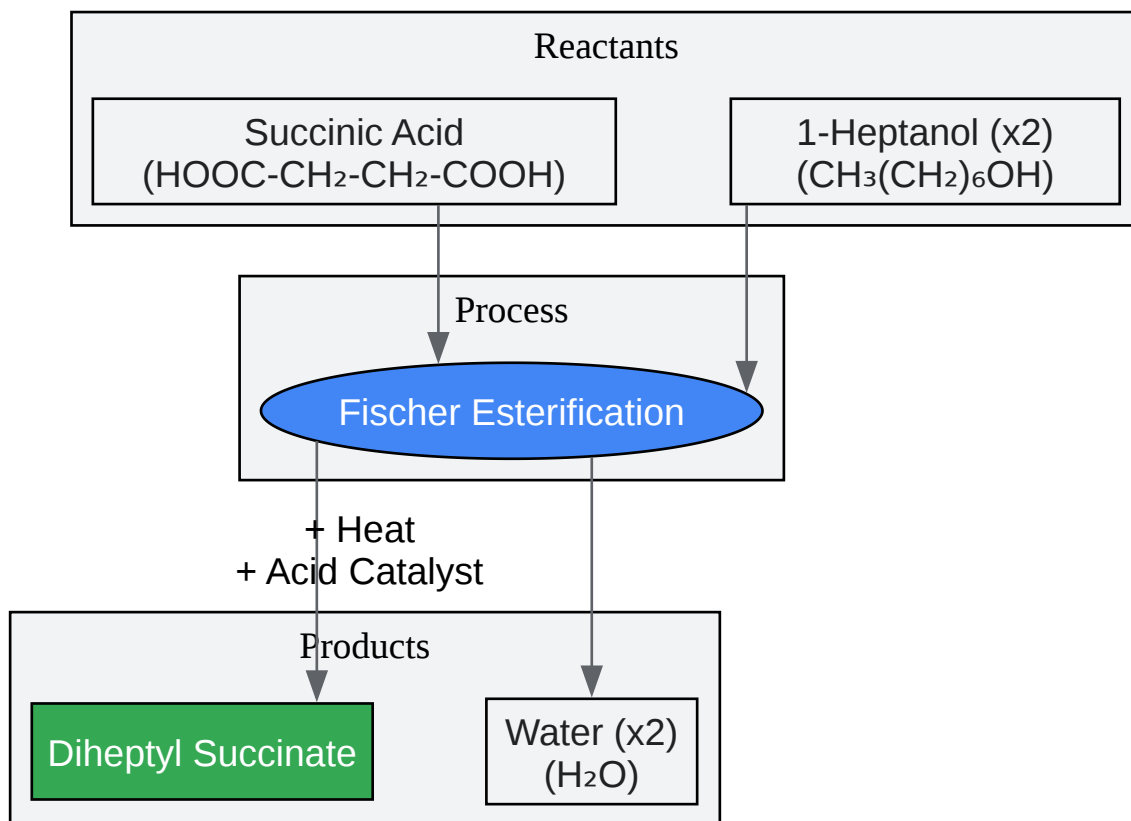 Reactants
Succinic Acid
(HOOC-CH₂-CH₂-COOH)
1-Heptanol (x2)
(CH₃(CH₂)₆OH)
Process
Fischer Esterification
+ Heat
+ Acid Catalyst
Products
Diheptyl Succinate
Water (x2)
(H₂O)